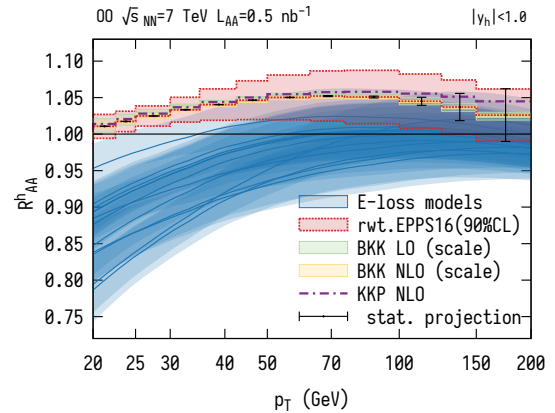 OO √s_NN=7 TeV L_AA=0.5 nb⁻¹ |y_h|<1.0
1.10
1.05
1.00
0.95
0.90
0.85
0.80
0.75
R^h_AA
E-loss models
rwt.EPPS16(90%CL)
BKK LO (scale)
BKK NLO (scale)
KKP NLO
stat. projection
20 25 30 40 50 70 100 150 200
p_T (GeV)